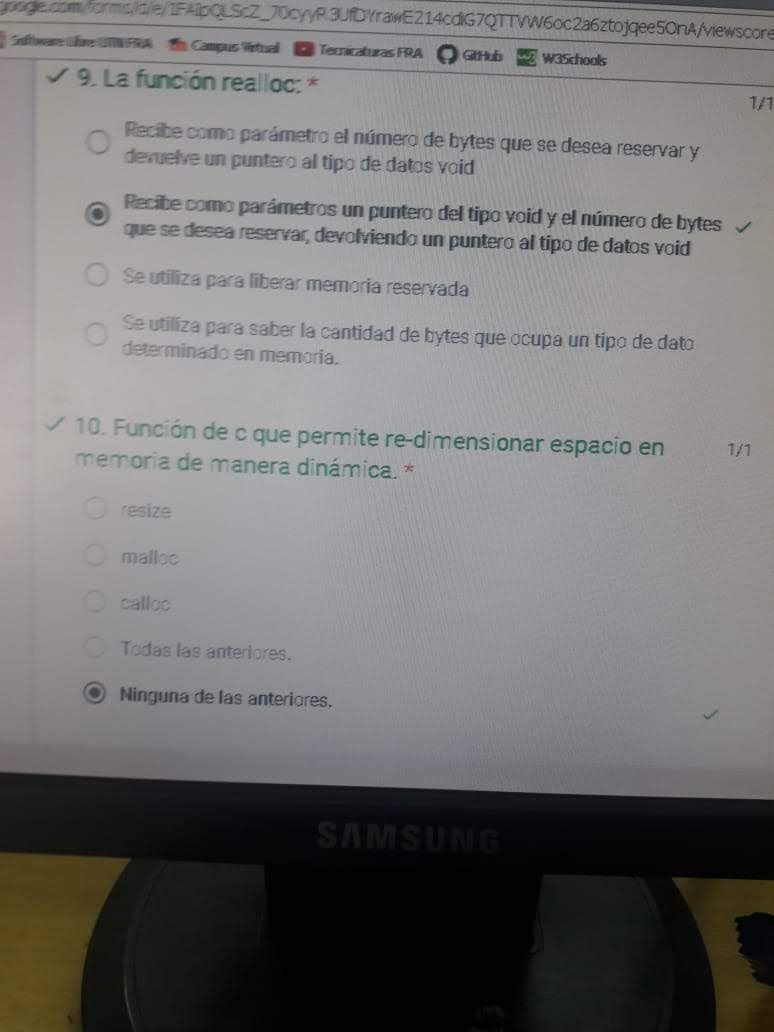 google.com/forms/d/e/1FAIpQLScZ_70cyyR3UfDYrawE214cdiG7QTTVW6oc2a6ztojqee5OnA/viewscore
Software Libre UTN FRA Campus Virtual Tecnicaturas FRA GitHub W3Schools
9. La función realloc: *
1/1
Recibe como parámetro el número de bytes que se desea reservar y
devuelve un puntero al tipo de datos void
Recibe como parámetros un puntero del tipo void y el número de bytes
que se desea reservar, devolviendo un puntero al tipo de datos void
Se utiliza para liberar memoria reservada
Se utiliza para saber la cantidad de bytes que ocupa un tipo de dato
determinado en memoria.
10. Función de c que permite re-dimensionar espacio en 1/1
memoria de manera dinámica. *
resize
malloc
calloc
Todas las anteriores.
Ninguna de las anteriores.
SAMSUNG